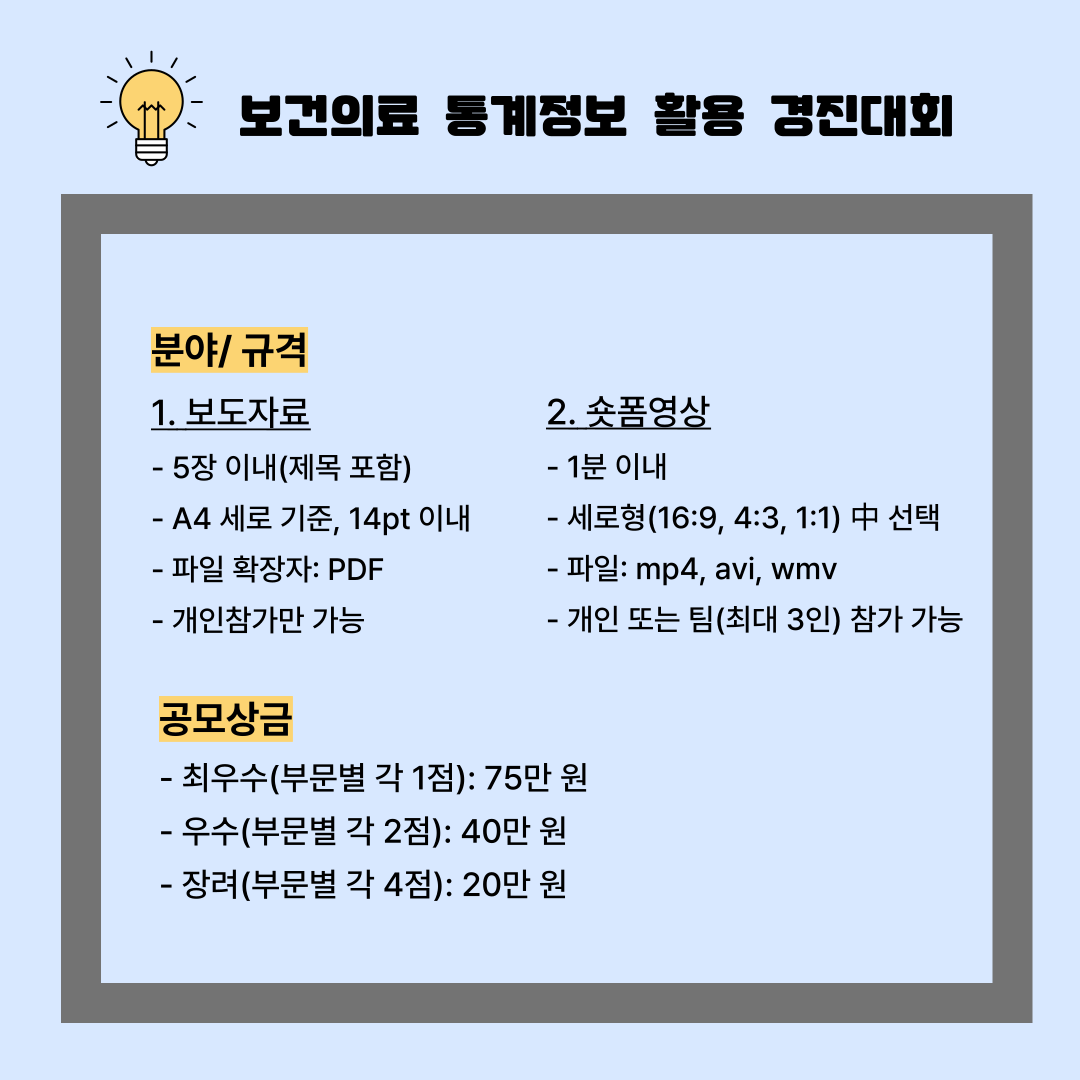 보건의료 통계정보 활용 경진대회
분야/ 규격
1. 보도자료
- 5장 이내(제목 포함)
- A4 세로 기준, 14pt 이내
- 파일 확장자: PDF
- 개인참가만 가능
2. 숏폼영상
- 1분 이내
- 세로형(16:9, 4:3, 1:1) 中 선택
- 파일: mp4, avi, wmv
- 개인 또는 팀(최대 3인) 참가 가능
공모상금
- 최우수(부문별 각 1점): 75만 원
- 우수(부문별 각 2점): 40만 원
- 장려(부문별 각 4점): 20만 원